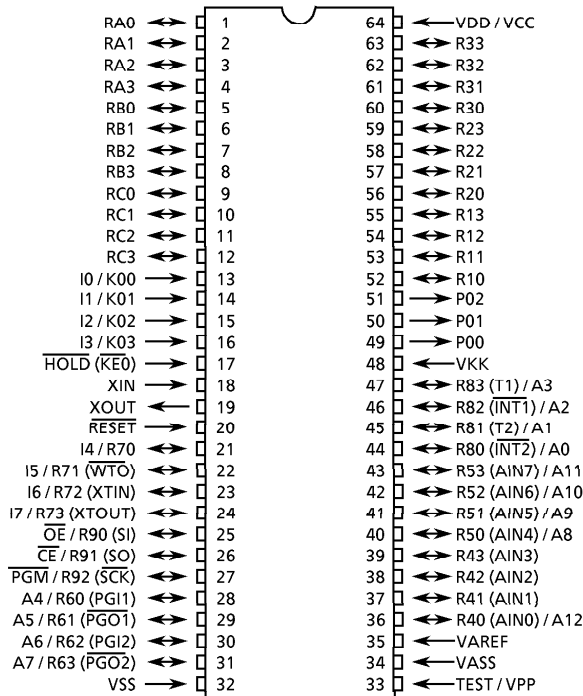 RA0 1 64 VDD / VCC
RA1 2 63 R33
RA2 3 62 R32
RA3 4 61 R31
RB0 5 60 R30
RB1 6 59 R23
RB2 7 58 R22
RB3 8 57 R21
RC0 9 56 R20
RC1 10 55 R13
RC2 11 54 R12
RC3 12 53 R11
I0 / K00 13 52 R10
I1 / K01 14 51 P02
I2 / K02 15 50 P01
I3 / K03 16 49 P00
HOLD (KE0) 17 48 VKK
XIN 18 47 R83 (T1) / A3
XOUT 19 46 R82 (INT1) / A2
RESET 20 45 R81 (T2) / A1
I4 / R70 21 44 R80 (INT2) / A0
I5 / R71 (WTO) 22 43 R53 (AIN7) / A11
I6 / R72 (XTIN) 23 42 R52 (AIN6) / A10
I7 / R73 (XTOUT) 24 41 R51 (AIN5) / A9
OE / R90 (SI) 25 40 R50 (AIN4) / A8
CE / R91 (SO) 26 39 R43 (AIN3)
PGM / R92 (SCK) 27 38 R42 (AIN2)
A4 / R60 (PGI1) 28 37 R41 (AIN1)
A5 / R61 (PGO1) 29 36 R40 (AIN0) / A12
A6 / R62 (PGI2) 30 35 VAREF
A7 / R63 (PGO2) 31 34 VASS
VSS 32 33 TEST / VPP